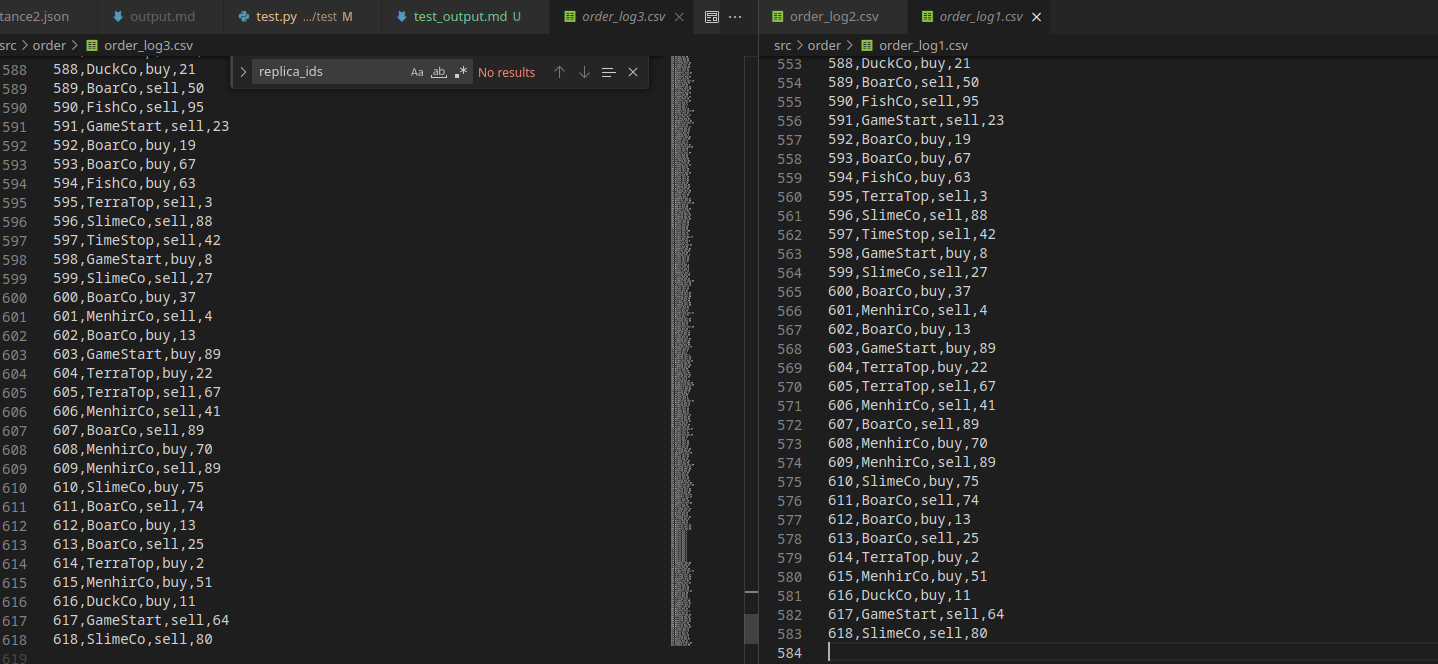 tance2.json output.md test.py .../test M test_output.md U order_log3.csv
src > order > order_log3.csv
replica_ids Aa ab .* No results
588 588,DuckCo,buy,21
589 589,BoarCo,sell,50
590 590,FishCo,sell,95
591 591,GameStart,sell,23
592 592,BoarCo,buy,19
593 593,BoarCo,buy,67
594 594,FishCo,buy,63
595 595,TerraTop,sell,3
596 596,SlimeCo,sell,88
597 597,TimeStop,sell,42
598 598,GameStart,buy,8
599 599,SlimeCo,sell,27
600 600,BoarCo,buy,37
601 601,MenhirCo,sell,4
602 602,BoarCo,buy,13
603 603,GameStart,buy,89
604 604,TerraTop,buy,22
605 605,TerraTop,sell,67
606 606,MenhirCo,sell,41
607 607,BoarCo,sell,89
608 608,MenhirCo,buy,70
609 609,MenhirCo,sell,89
610 610,SlimeCo,buy,75
611 611,BoarCo,sell,74
612 612,BoarCo,buy,13
613 613,BoarCo,sell,25
614 614,TerraTop,buy,2
615 615,MenhirCo,buy,51
616 616,DuckCo,buy,11
617 617,GameStart,sell,64
618 618,SlimeCo,sell,80
619
order_log2.csv order_log1.csv
src > order > order_log1.csv
553 588,DuckCo,buy,21
554 589,BoarCo,sell,50
555 590,FishCo,sell,95
556 591,GameStart,sell,23
557 592,BoarCo,buy,19
558 593,BoarCo,buy,67
559 594,FishCo,buy,63
560 595,TerraTop,sell,3
561 596,SlimeCo,sell,88
562 597,TimeStop,sell,42
563 598,GameStart,buy,8
564 599,SlimeCo,sell,27
565 600,BoarCo,buy,37
566 601,MenhirCo,sell,4
567 602,BoarCo,buy,13
568 603,GameStart,buy,89
569 604,TerraTop,buy,22
570 605,TerraTop,sell,67
571 606,MenhirCo,sell,41
572 607,BoarCo,sell,89
573 608,MenhirCo,buy,70
574 609,MenhirCo,sell,89
575 610,SlimeCo,buy,75
576 611,BoarCo,sell,74
577 612,BoarCo,buy,13
578 613,BoarCo,sell,25
579 614,TerraTop,buy,2
580 615,MenhirCo,buy,51
581 616,DuckCo,buy,11
582 617,GameStart,sell,64
583 618,SlimeCo,sell,80
584